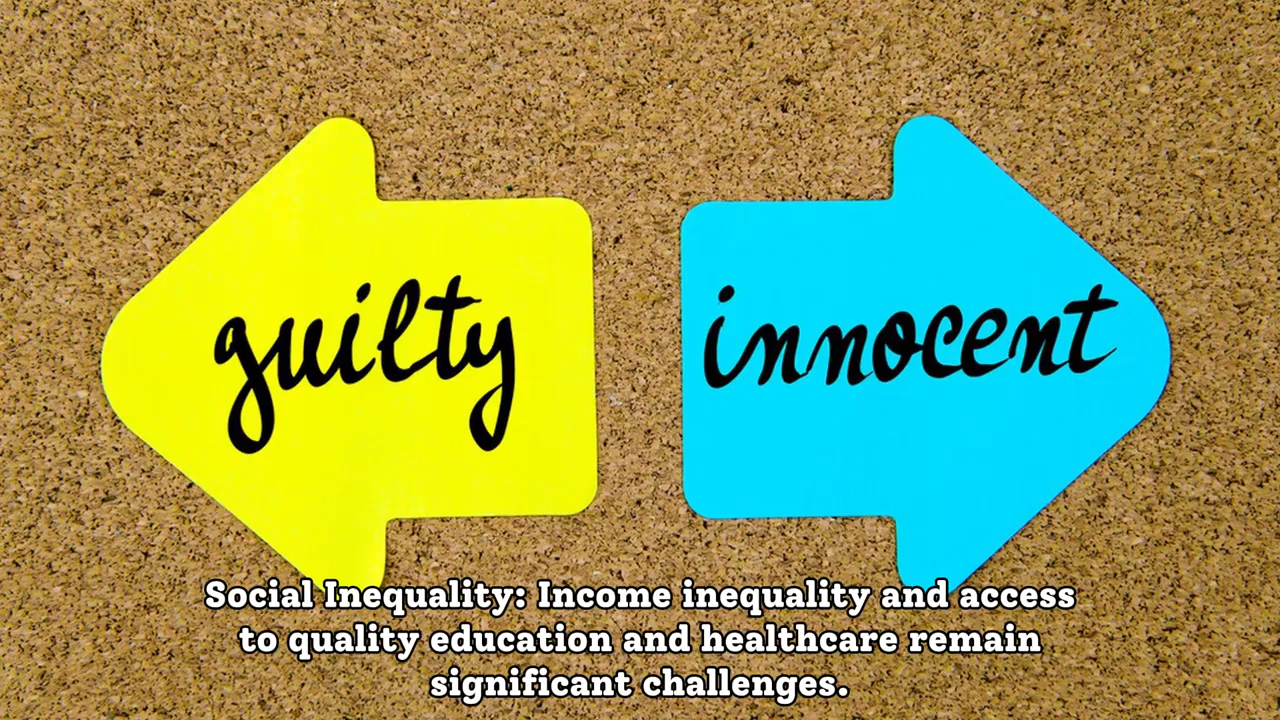 guilty
innocent
Social Inequality: Income inequality and access
to quality education and healthcare remain
significant challenges.